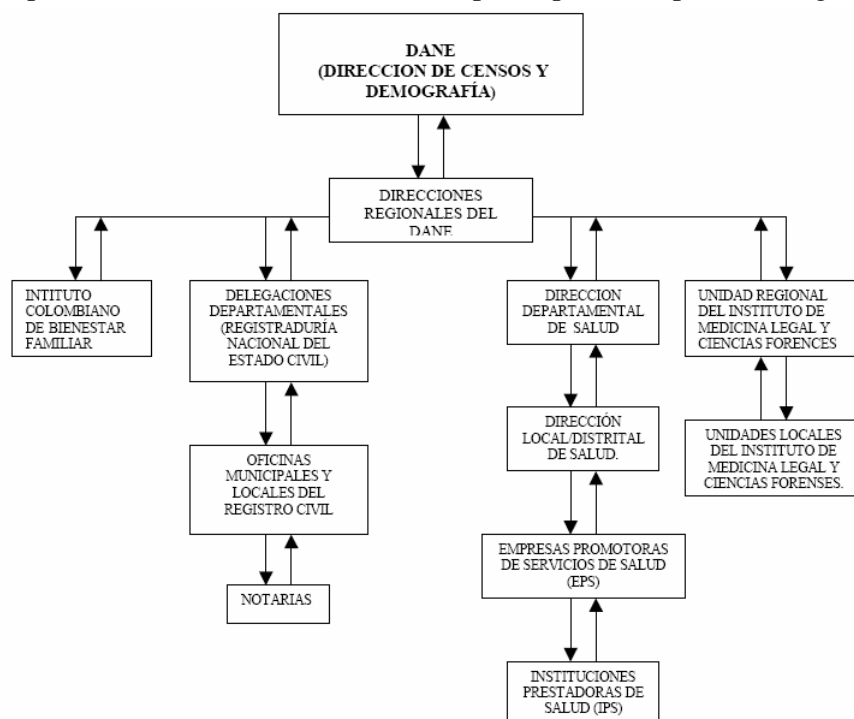 DANE
(DIRECCION DE CENSOS Y
DEMOGRAFÍA)
DIRECCIONES
REGIONALES DEL
DANE
INTITUTO
COLOMBIANO
DE BIENESTAR
FAMILIAR
DELEGACIONES
DEPARTAMENTALES
(REGISTRADURÍA
NACIONAL DEL
ESTADO CIVIL)
OFICINAS
MUNICIPALES Y
LOCALES DEL
REGISTRO CIVIL
NOTARIAS
DIRECCION
DEPARTAMENTAL
DE SALUD
DIRECCIÓN
LOCAL/DISTRITAL
DE SALUD.
EMPRESAS PROMOTORAS
DE SERVICIOS DE SALUD
(EPS)
INSTITUCIONES
PRESTADORAS DE
SALUD (IPS)
UNIDAD REGIONAL
DEL INSTITUTO DE
MEDICINA LEGAL Y
CIENCIAS FORENCES
UNIDADES LOCALES
DEL INSTITUTO DE
MEDICINA LEGAL Y
CIENCIAS FORENSES.